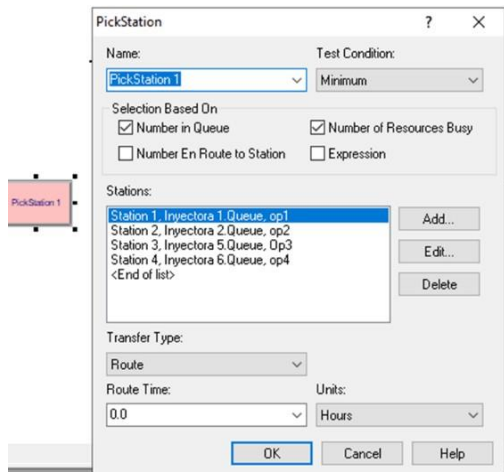 PickStation
? ×
Name:
Test Condition:
PickStation 1
Minimum
Selection Based On
Number in Queue
Number of Resources Busy
Number En Route to Station
Expression
PickStation 1
Stations:
Station 1, Inyectora 1.Queue, op1
Station 2, Inyectora 2.Queue, op2
Station 3, Inyectora 5.Queue, Op3
Station 4, Inyectora 6.Queue, op4
<End of list>
Add...
Edit...
Delete
Transfer Type:
Route
Route Time:
Units:
0.0
Hours
OK
Cancel
Help